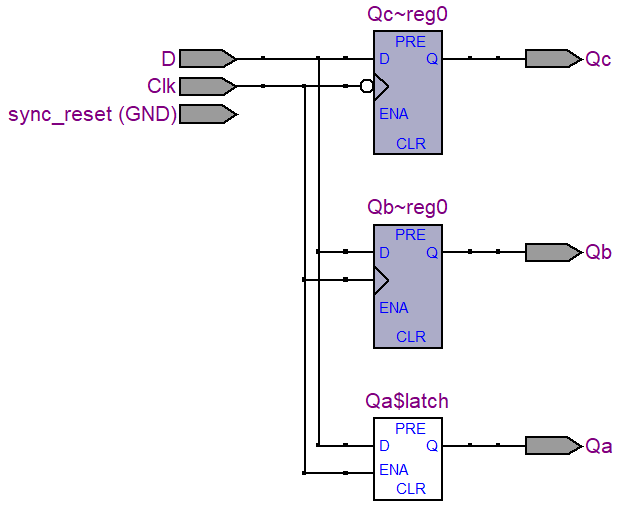 Qc~reg0
PRE
D D Q Qc
Clk
sync_reset (GND) ENA
CLR
Qb~reg0
PRE
D Q Qb
ENA
CLR
Qa$latch
PRE
D Q Qa
ENA
CLR